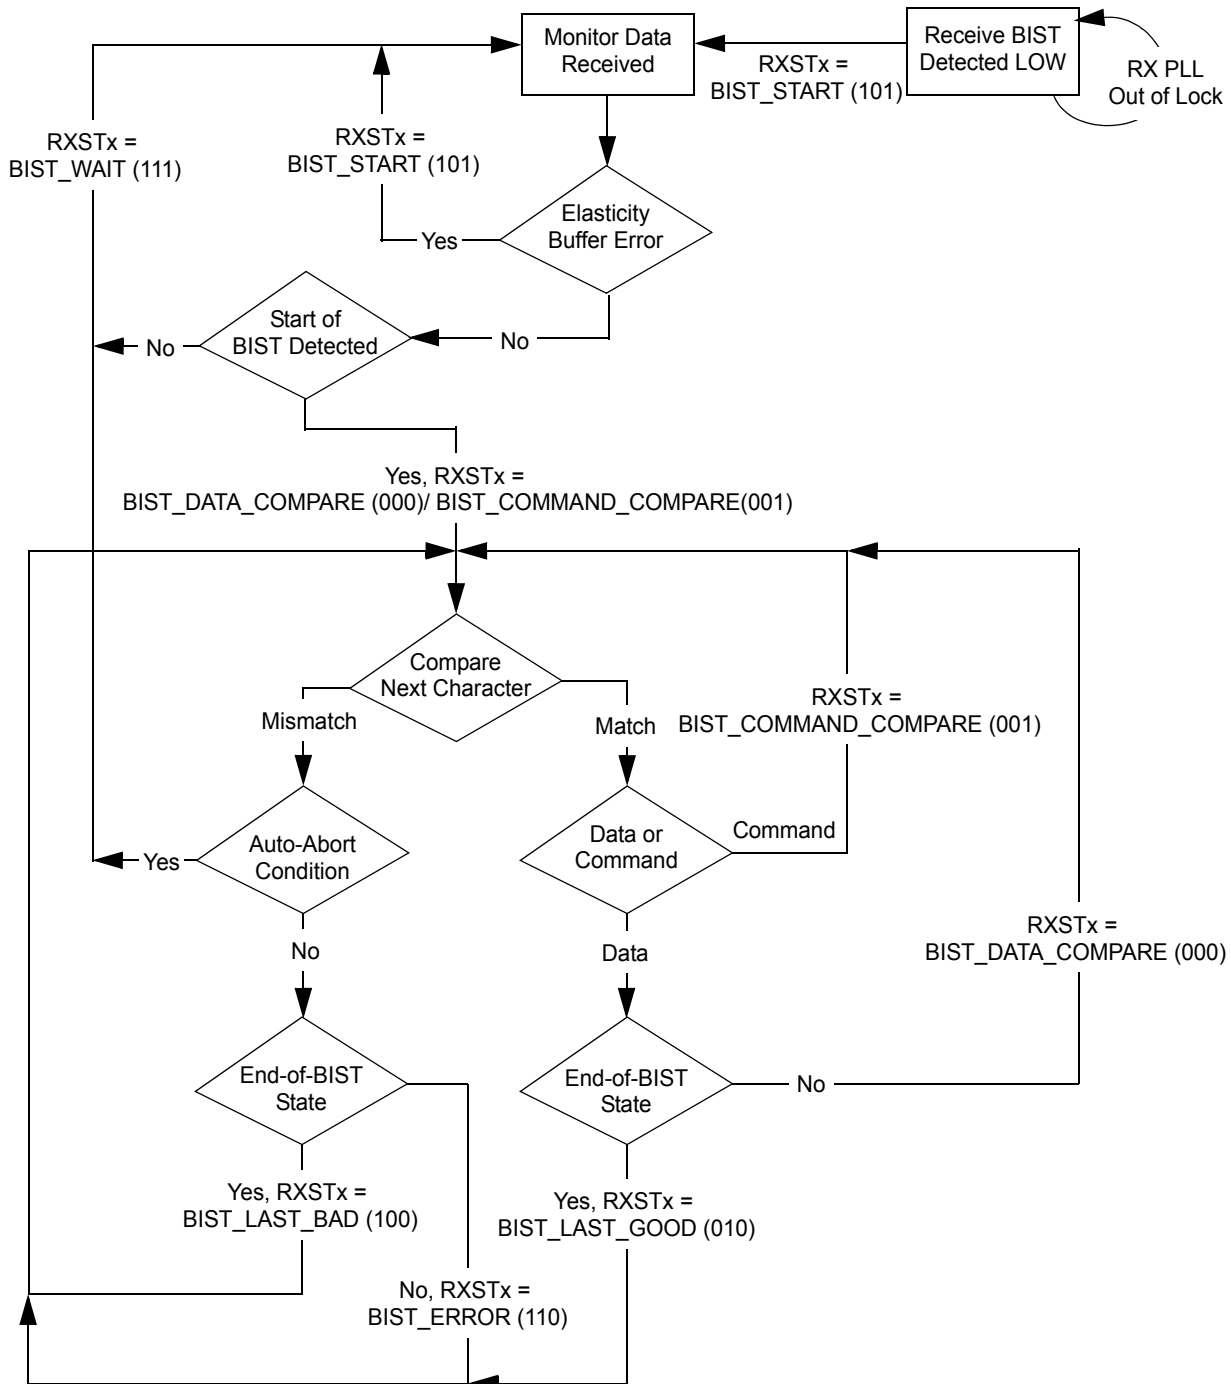 Monitor Data
Received
Receive BIST
Detected LOW
RX PLL
Out of Lock
RXSTx =
BIST_START (101)
RXSTx =
BIST_WAIT (111)
RXSTx =
BIST_START (101)
Elasticity
Buffer Error
Yes
No
Start of
BIST Detected
No
Yes, RXSTx =
BIST_DATA_COMPARE (000)/ BIST_COMMAND_COMPARE(001)
Compare
Next Character
Mismatch
Match
RXSTx =
BIST_COMMAND_COMPARE (001)
Auto-Abort
Condition
Yes
No
Data or
Command
Command
Data
RXSTx =
BIST_DATA_COMPARE (000)
End-of-BIST
State
End-of-BIST
State
No
Yes, RXSTx =
BIST_LAST_BAD (100)
Yes, RXSTx =
BIST_LAST_GOOD (010)
No, RXSTx =
BIST_ERROR (110)